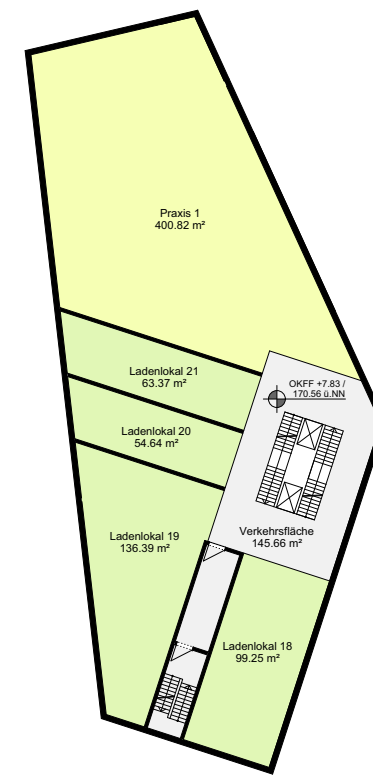 Praxis 1
400.82 m²
OKFF +7.83 /
170.56 ü.NN
Ladenlokal 21
63.37 m²
Ladenlokal 20
54.64 m²
Ladenlokal 19
136.39 m²
Verkehrsfläche
145.66 m²
Ladenlokal 18
99.25 m²